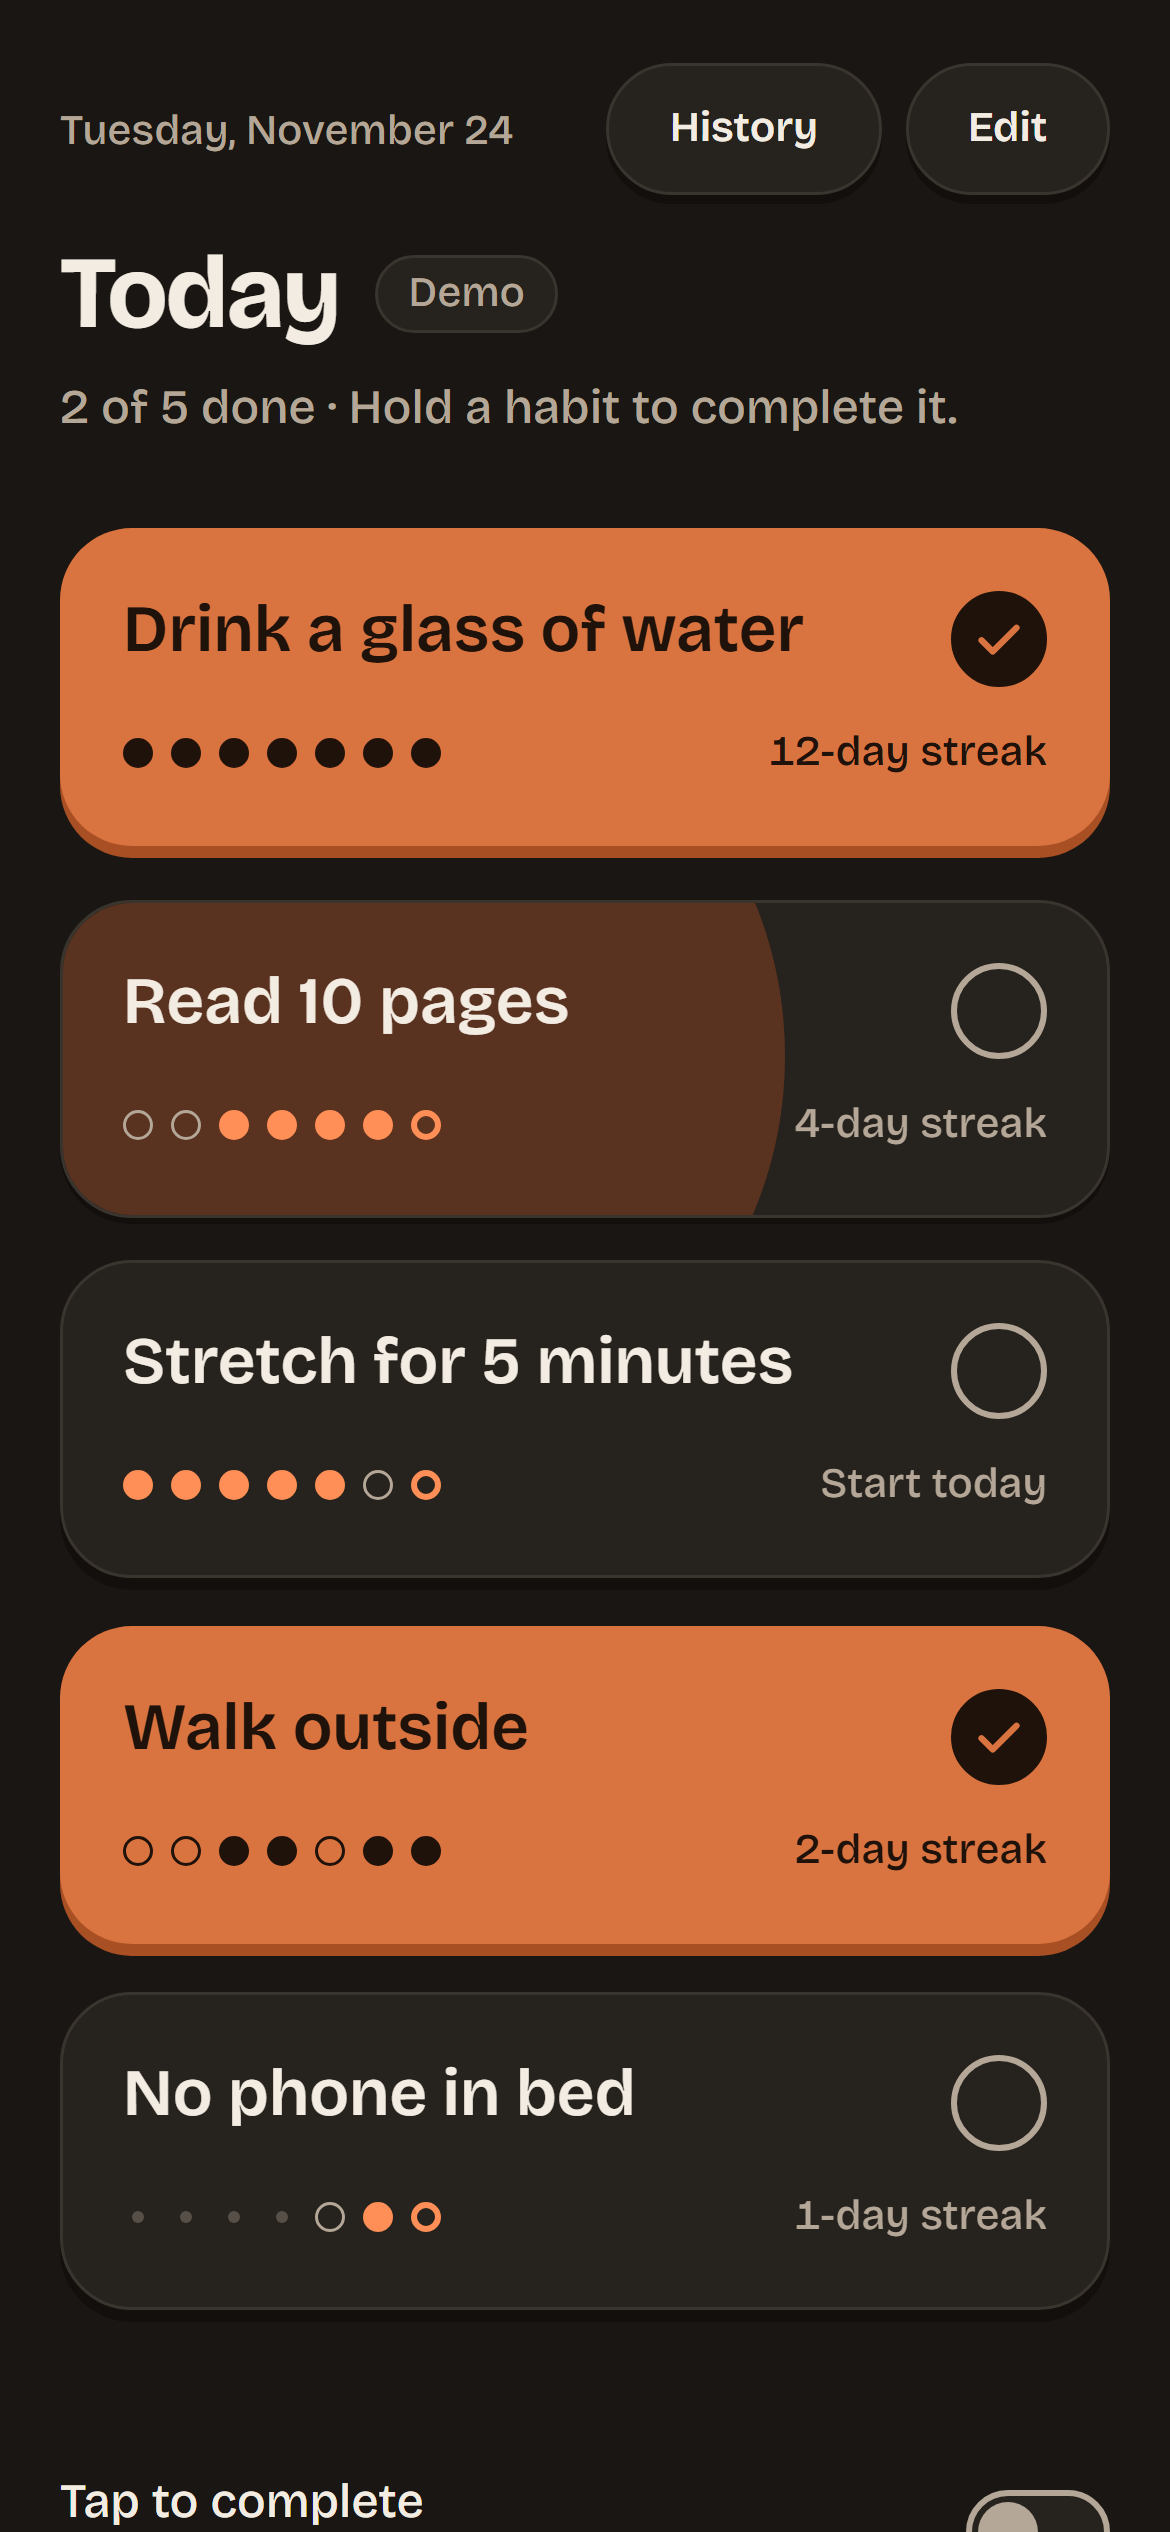 Tuesday, November 24
History
Edit
Today
Demo
2 of 5 done · Hold a habit to complete it.
Drink a glass of water
12-day streak
Read 10 pages
4-day streak
Stretch for 5 minutes
Start today
Walk outside
2-day streak
No phone in bed
1-day streak
Tap to complete